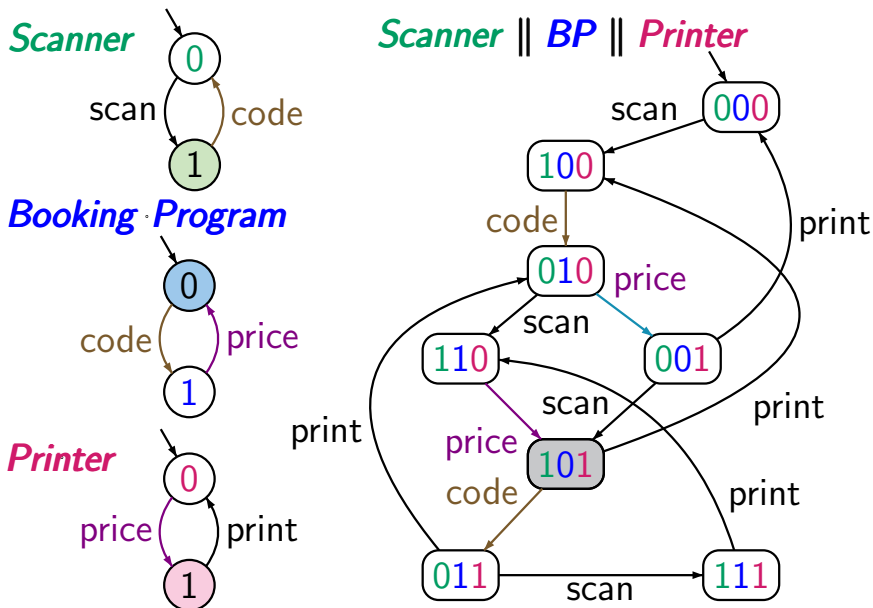 Scanner
0
scan
code
1
Booking Program
0
code
price
1
Printer
0
price
print
1
Scanner || BP || Printer
000
scan
100
code
print
010
price
scan
110
001
print
scan
print
price
101
code
print
011
scan
111